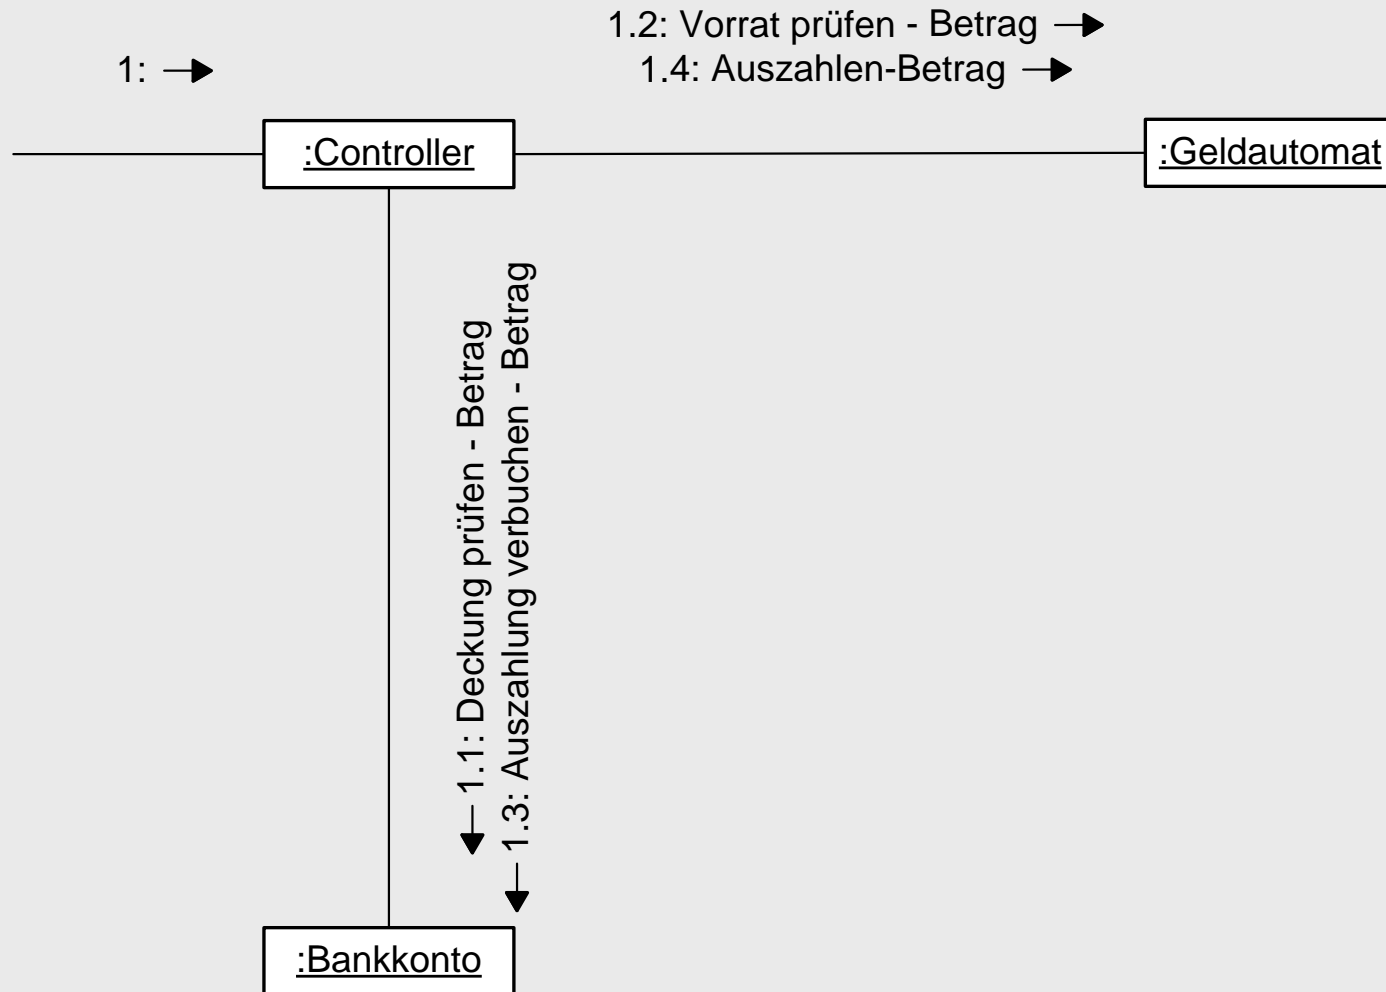 1.2: Vorrat prüfen - Betrag
1:
1.4: Auszahlen-Betrag
:Controller
:Geldautomat
1.1: Deckung prüfen - Betrag
1.3: Auszahlung verbuchen - Betrag
:Bankkonto